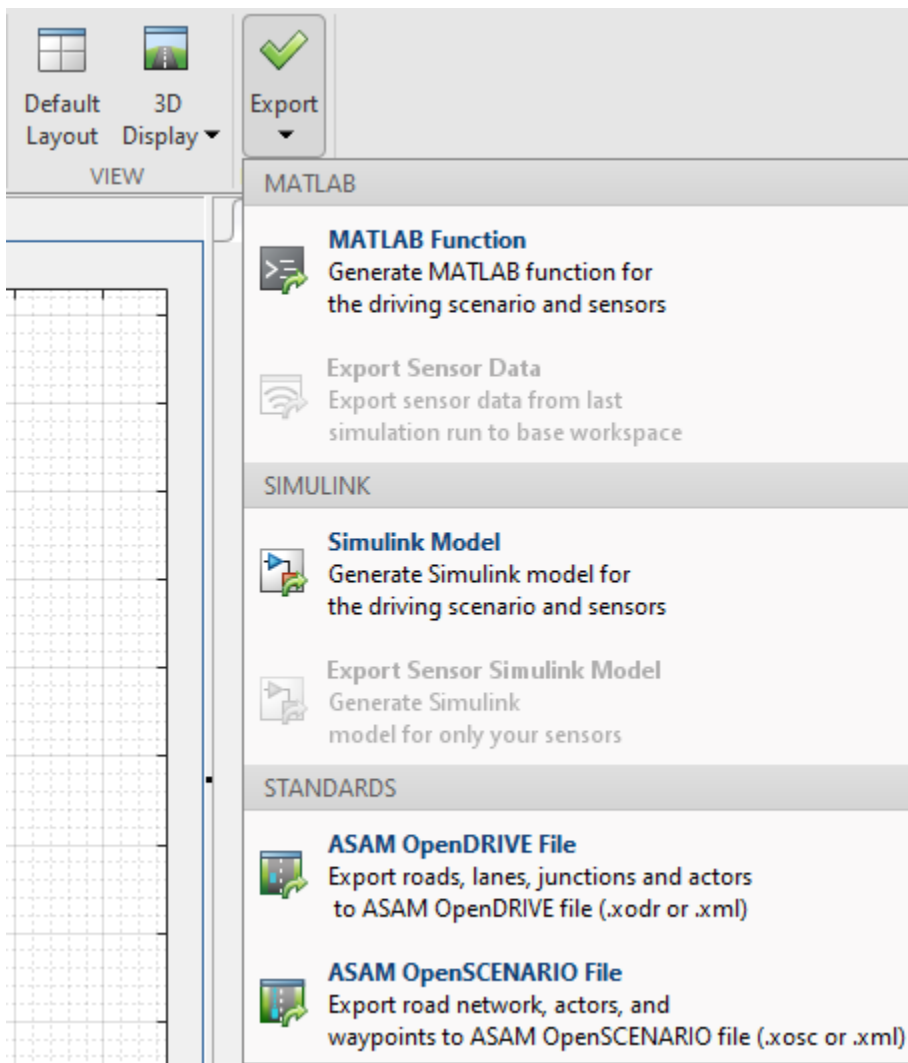 Default
Layout
3D
Display
Export
VIEW
MATLAB
MATLAB Function
Generate MATLAB function for
the driving scenario and sensors
Export Sensor Data
Export sensor data from last
simulation run to base workspace
SIMULINK
Simulink Model
Generate Simulink model for
the driving scenario and sensors
Export Sensor Simulink Model
Generate Simulink
model for only your sensors
STANDARDS
ASAM OpenDRIVE File
Export roads, lanes, junctions and actors
to ASAM OpenDRIVE file (.xodr or .xml)
ASAM OpenSCENARIO File
Export road network, actors, and
waypoints to ASAM OpenSCENARIO file (.xosc or .xml)